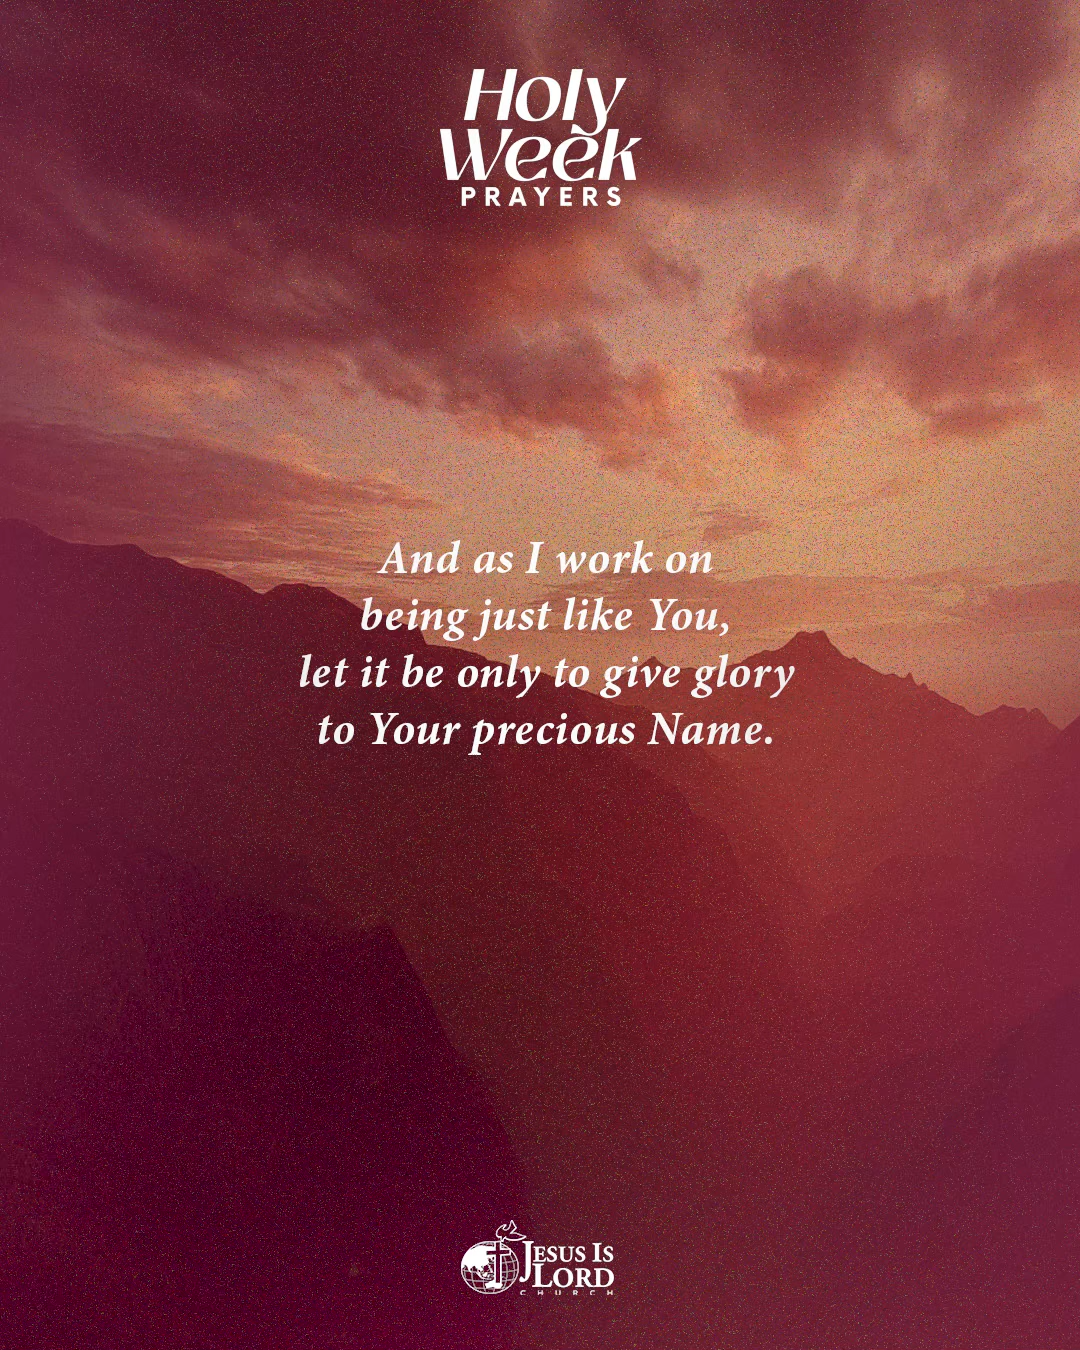 Holy
Week
PRAYERS
And as I work on
being just like You,
let it be only to give glory
to Your precious Name.
JESUS IS
LORD
CHURCH